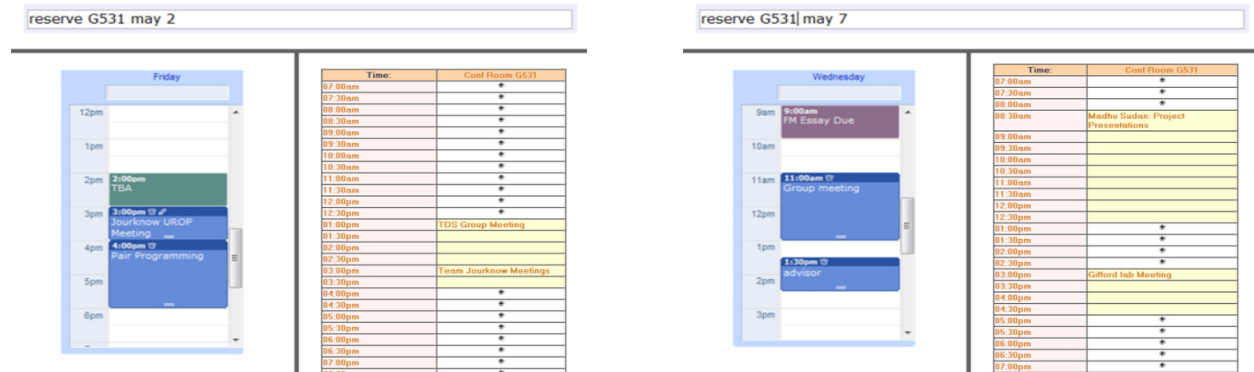 reserve G531 may 2
Friday
12pm
1pm
2pm
2:00pm
TBA
3pm
3:00pm
Jourknow UROP
Meeting
4pm
4:00pm
Pair Programming
5pm
6pm
Time: Conf Room G531
07:00am
07:30am
08:00am
08:30am
09:00am
09:30am
10:00am
10:30am
11:00am
11:30am
12:00pm
12:30pm
01:00pm TDS Group Meeting
01:30pm
02:00pm
02:30pm
03:00pm Team Jourknow Meetings
03:30pm
04:00pm
04:30pm
05:00pm
05:30pm
06:00pm
06:30pm
07:00pm
reserve G531 may 7
Wednesday
9am
9:00am
FM Essay Due
10am
11am
11:00am
Group meeting
12pm
1pm
1:30pm
advisor
2pm
3pm
Time: Conf Room G531
07:00am
07:30am
08:00am
08:30am Madhu Sudan: Project
Presentations
09:00am
09:30am
10:00am
10:30am
11:00am
11:30am
12:00pm
12:30pm
01:00pm
01:30pm
02:00pm
02:30pm
03:00pm Gifford lab Meeting
03:30pm
04:00pm
04:30pm
05:00pm
05:30pm
06:00pm
06:30pm
07:00pm